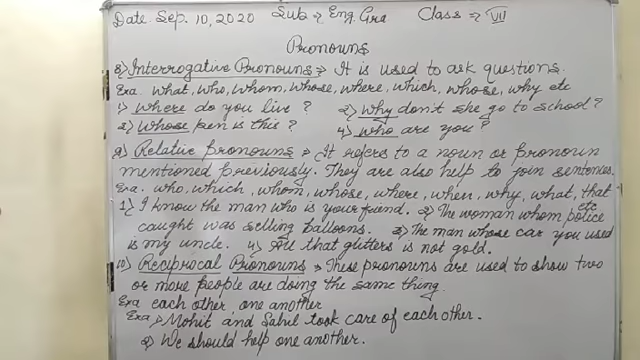 Date Sep. 10, 2020 Sub → Eng. Gra Class → VII
Pronouns
8) Interrogative Pronouns → It is used to ask questions.
Exa. what, who, whom, whose, where, which, whose, why etc
1) Where do you live? 2) Why don't she go to school?
3) Whose pen is this? 4) Who are you?
9) Relative Pronouns → It refers to a noun or pronoun
mentioned previously. They are also help to join sentences.
Exa. who, which, whom, whose, where, when, why, what, that etc
1) I know the man who is your friend. 2) The woman whom police
caught was selling balloons. 3) The man whose car you used
is my uncle. 4) All that glitters is not gold.
10) Reciprocal Pronouns → These pronouns are used to show two
or more people are doing the same thing.
Exa each other, one another
Exa → Mohit and Sahil took care of each other.
2) We should help one another.